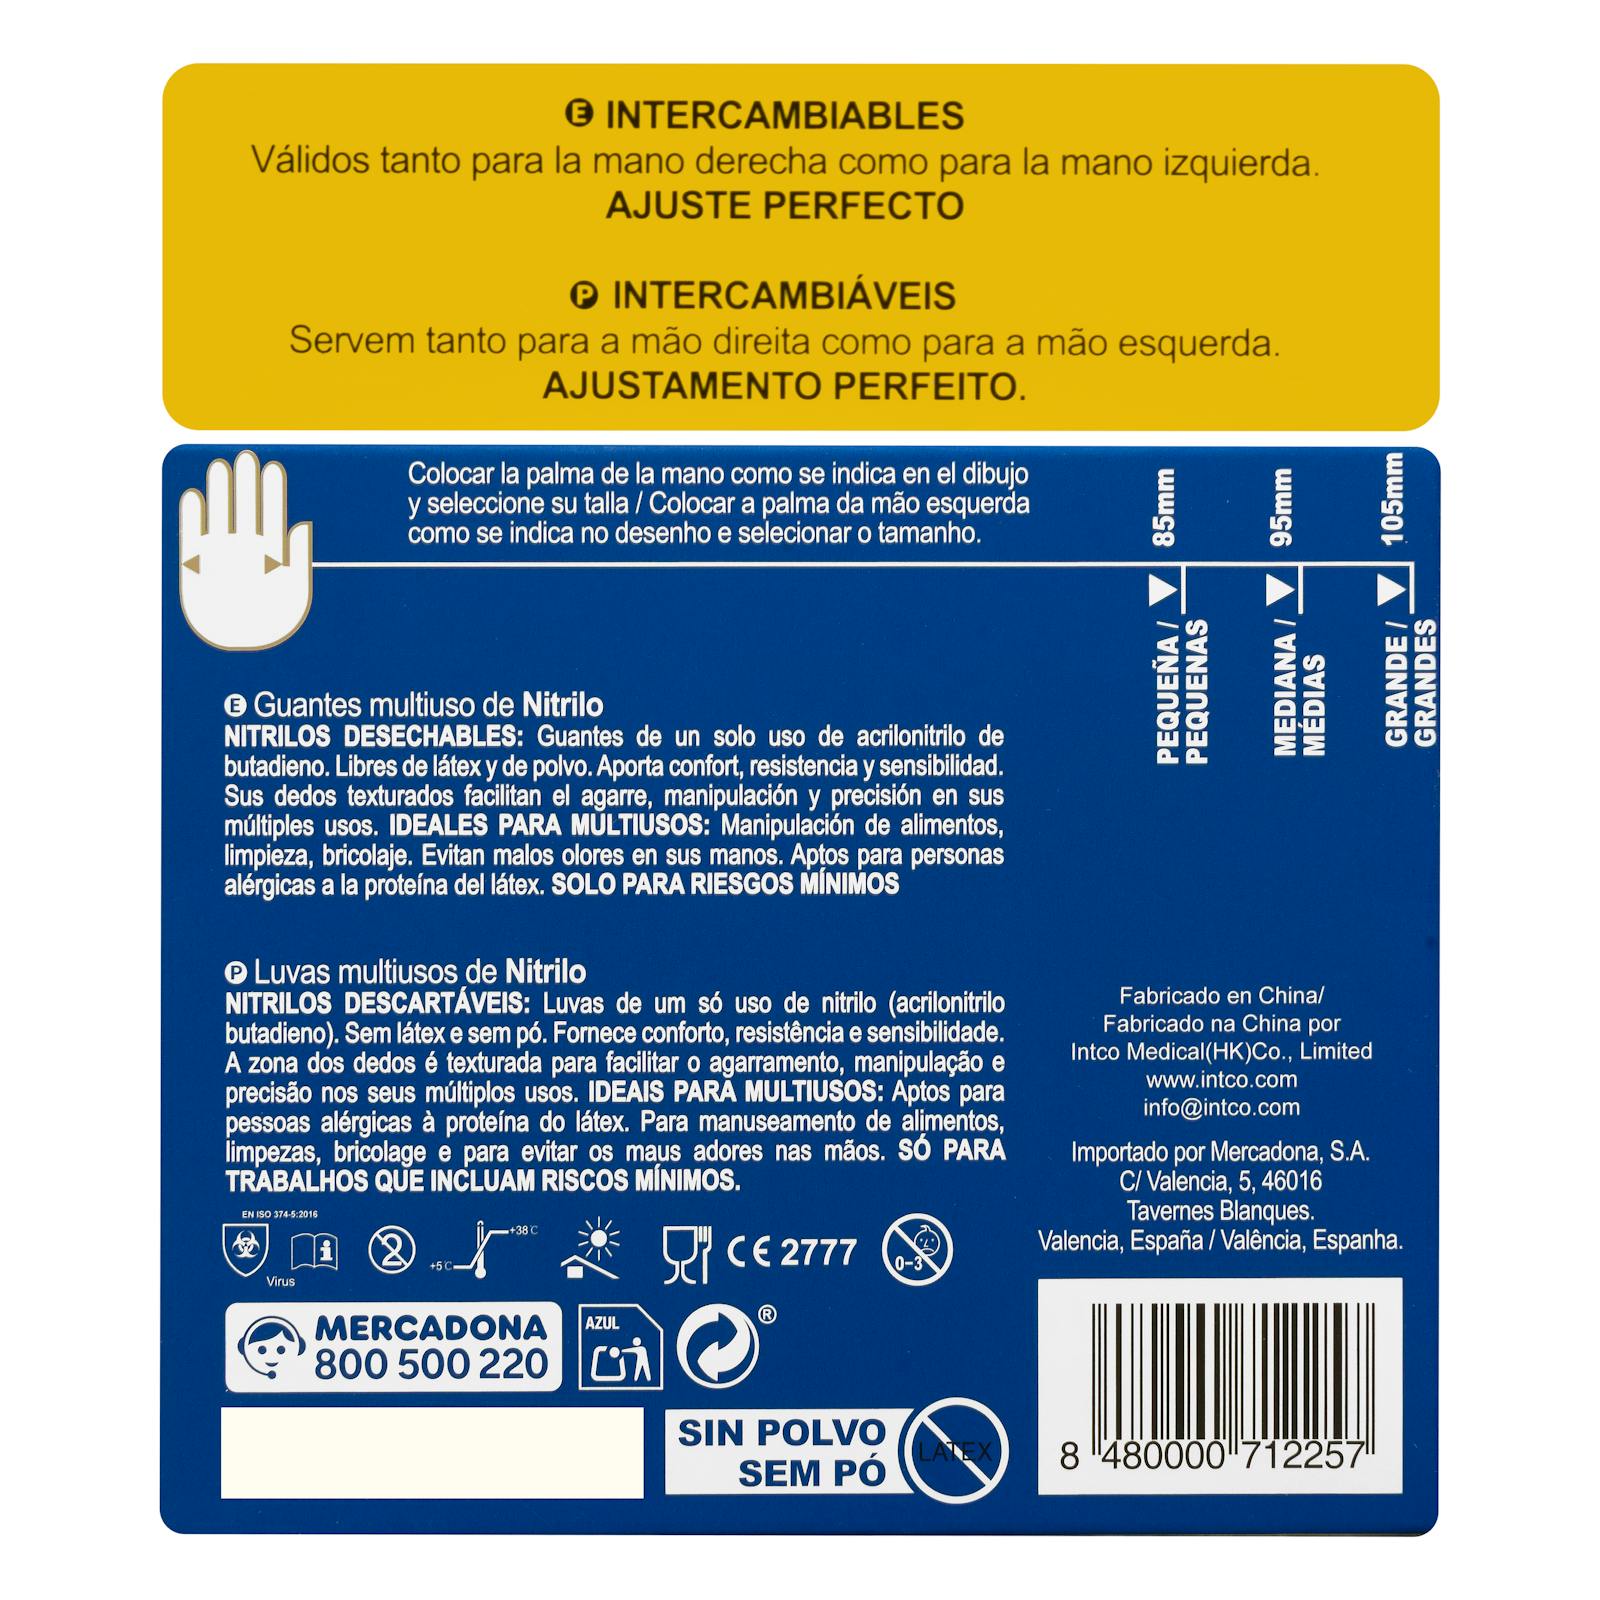 E INTERCAMBIABLES
Válidos tanto para la mano derecha como para la mano izquierda.
AJUSTE PERFECTO
P INTERCAMBIÁVEIS
Servem tanto para a mão direita como para a mão esquerda.
AJUSTAMENTO PERFEITO.
Colocar la palma de la mano como se indica en el dibujo
y seleccione su talla / Colocar a palma da mão esquerda
como se indica no desenho e selecionar o tamanho.
85mm
95mm
105mm
PEQUEÑA /
PEQUENAS
MEDIANA /
MÉDIAS
GRANDE /
GRANDES
E Guantes multiuso de Nitrilo
NITRILOS DESECHABLES: Guantes de un solo uso de acrilonitrilo de
butadieno. Libres de látex y de polvo. Aporta confort, resistencia y sensibilidad.
Sus dedos texturados facilitan el agarre, manipulación y precisión en sus
múltiples usos. IDEALES PARA MULTIUSOS: Manipulación de alimentos,
limpieza, bricolaje. Evitan malos olores en sus manos. Aptos para personas
alérgicas a la proteína del látex. SOLO PARA RIESGOS MÍNIMOS
P Luvas multiusos de Nitrilo
NITRILOS DESCARTÁVEIS: Luvas de um só uso de nitrilo (acrilonitrilo
butadieno). Sem látex e sem pó. Fornece conforto, resistência e sensibilidade.
A zona dos dedos é texturada para facilitar o agarramento, manipulação e
precisão nos seus múltiplos usos. IDEAIS PARA MULTIUSOS: Aptos para
pessoas alérgicas à proteína do látex. Para manuseamento de alimentos,
limpezas, bricolage e para evitar os maus adores nas mãos. SÓ PARA
TRABALHOS QUE INCLUAM RISCOS MÍNIMOS.
Fabricado en China/
Fabricado na China por
Intco Medical(HK)Co., Limited
www.intco.com
info@intco.com
Importado por Mercadona, S.A.
C/ Valencia, 5, 46016
Tavernes Blanques.
Valencia, España / Valência, Espanha.
EN ISO 374-5:2016
Virus
i
2
+5°C
+38°C
CE 2777
0-3
MERCADONA
800 500 220
AZUL
®
SIN POLVO
SEM PÓ
LATEX
8 480000 712257